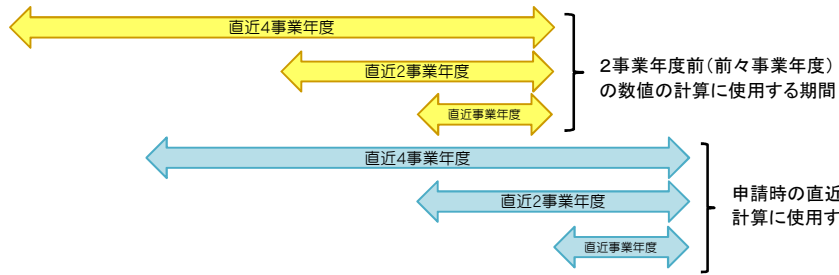 直近4事業年度
直近2事業年度
直近事業年度
2事業年度前(前々事業年度)
の数値の計算に使用する期間
直近4事業年度
直近2事業年度
直近事業年度
申請時の直近
計算に使用す